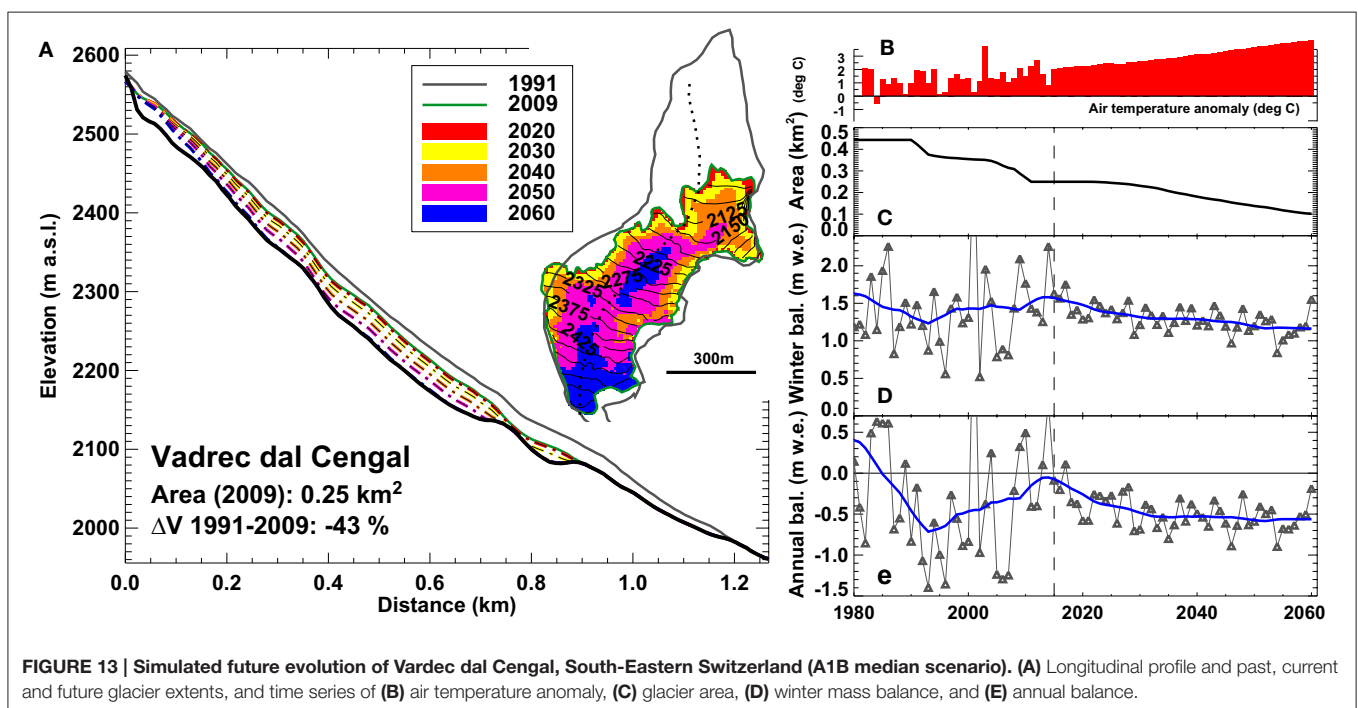 A
2600
2500
2400
2300
2200
2100
2000
Elevation (m a.s.l.)
0.0 0.2 0.4 0.6 0.8 1.0 1.2
Distance (km)
1991
2009
2020
2030
2040
2050
2060
2125
2150
2225
2275
2325
2375
2425
300m
Vadrec dal Cengal
Area (2009): 0.25 km²
ΔV 1991-2009: -43 %
B
3
2
1
0
-1
(deg C)
Air temperature anomaly (deg C)
0.5
0.4
0.3
0.2
0.1
0.0
Area (km²)
C
2.0
1.5
1.0
0.5
0.0
Winter bal. (m w.e.)
D
0.5
0.0
-0.5
-1.0
-1.5
Annual bal. (m w.e.)
e
1980 2000 2020 2040 2060
FIGURE 13 | Simulated future evolution of Vardec dal Cengal, South-Eastern Switzerland (A1B median scenario). (A) Longitudinal profile and past, current
and future glacier extents, and time series of (B) air temperature anomaly, (C) glacier area, (D) winter mass balance, and (E) annual balance.